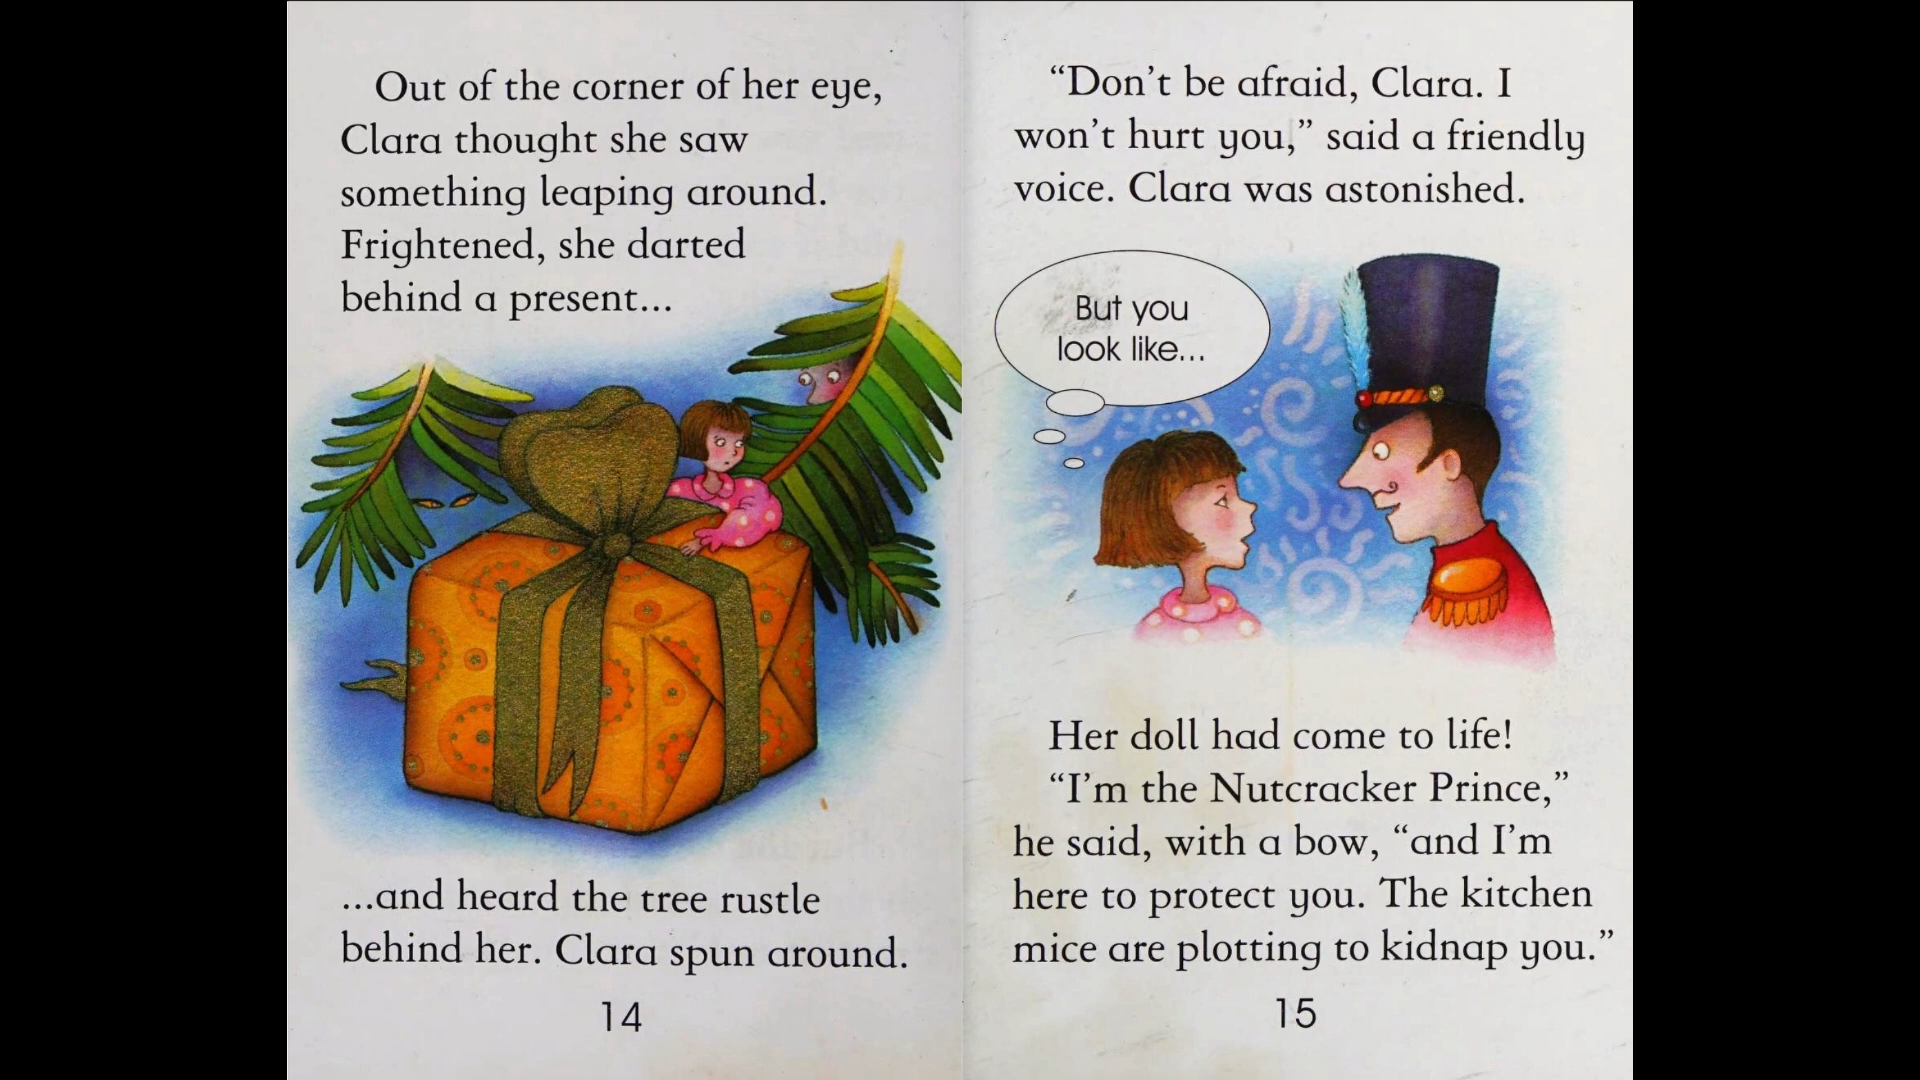 Out of the corner of her eye,
Clara thought she saw
something leaping around.
Frightened, she darted
behind a present...
...and heard the tree rustle
behind her. Clara spun around.
14
“Don’t be afraid, Clara. I
won’t hurt you,” said a friendly
voice. Clara was astonished.
But you
look like...
Her doll had come to life!
“I’m the Nutcracker Prince,”
he said, with a bow, “and I’m
here to protect you. The kitchen
mice are plotting to kidnap you.”
15